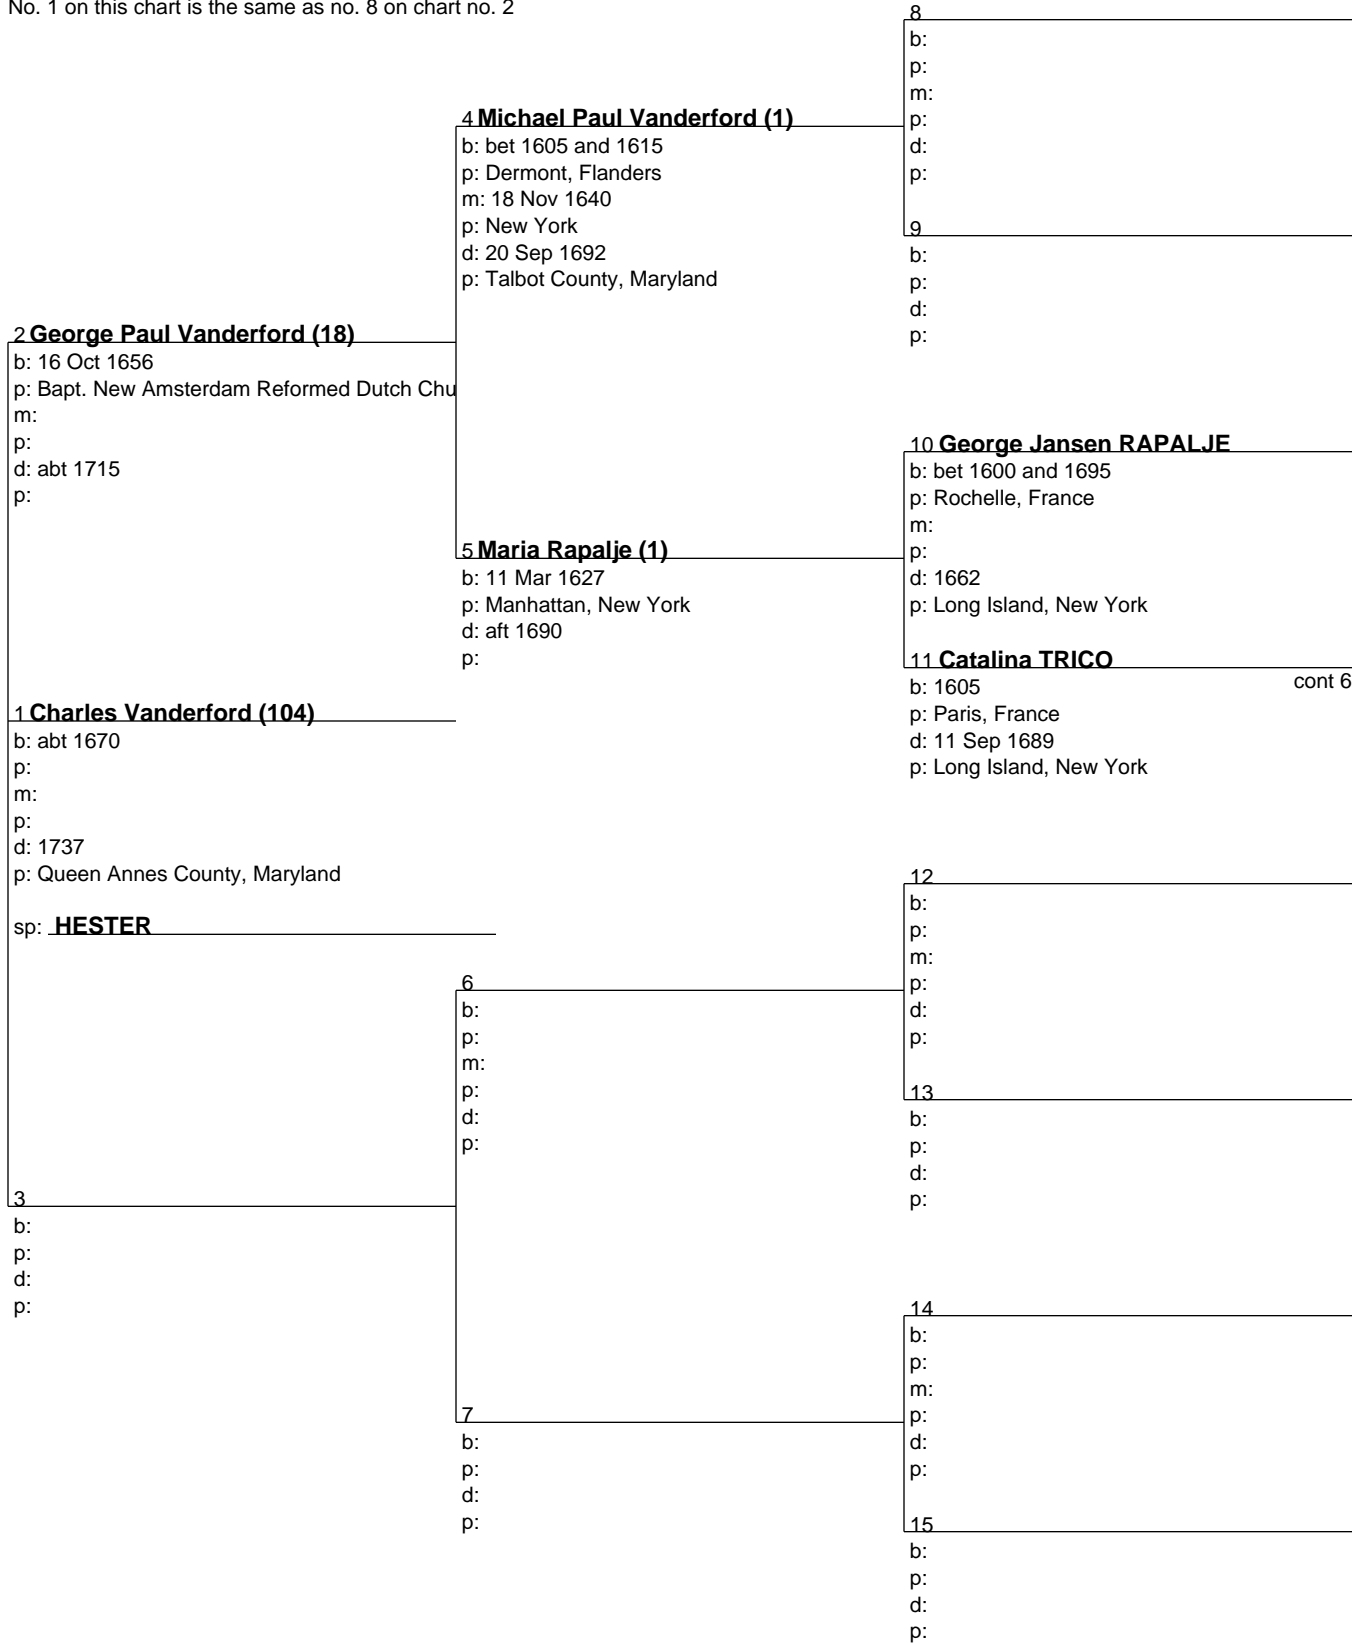 No. 1 on this chart is the same as no. 8 on chart no. 2
8
b:
p:
m:
p:
d:
p:
4 Michael Paul Vanderford (1)
b: bet 1605 and 1615
p: Dermont, Flanders
m: 18 Nov 1640
p: New York
d: 20 Sep 1692
p: Talbot County, Maryland
9
b:
p:
d:
p:
2 George Paul Vanderford (18)
b: 16 Oct 1656
p: Bapt. New Amsterdam Reformed Dutch Chu
m:
p:
d: abt 1715
p:
10 George Jansen RAPALJE
b: bet 1600 and 1695
p: Rochelle, France
m:
p:
d: 1662
p: Long Island, New York
5 Maria Rapalje (1)
b: 11 Mar 1627
p: Manhattan, New York
d: aft 1690
p:
11 Catalina TRICO
cont 6
b: 1605
p: Paris, France
d: 11 Sep 1689
p: Long Island, New York
1 Charles Vanderford (104)
b: abt 1670
p:
m:
p:
d: 1737
p: Queen Annes County, Maryland
sp: HESTER
12
b:
p:
m:
p:
d:
p:
6
b:
p:
m:
p:
d:
p:
13
b:
p:
d:
p:
3
b:
p:
d:
p:
14
b:
p:
m:
p:
d:
p:
7
b:
p:
d:
p:
15
b:
p:
d:
p: